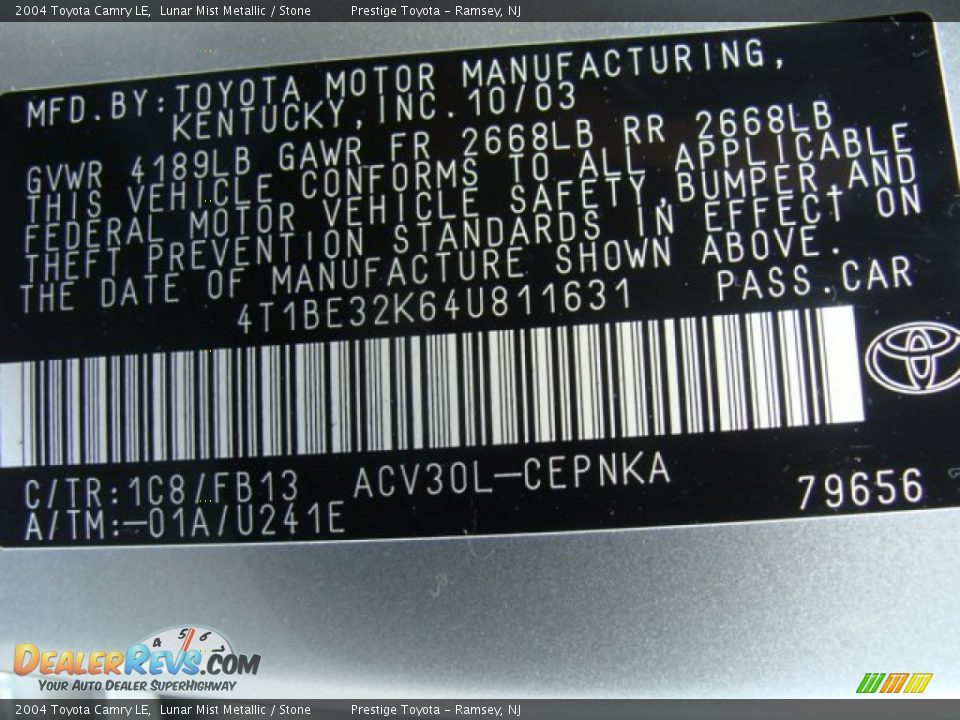 2004 Toyota Camry LE, Lunar Mist Metallic / Stone Prestige Toyota - Ramsey, NJ
MFD.BY:TOYOTA MOTOR MANUFACTURING,
KENTUCKY,INC.10/03
GVWR 4189LB GAWR FR 2668LB RR 2668LB
THIS VEHICLE CONFORMS TO ALL APPLICABLE
FEDERAL MOTOR VEHICLE SAFETY,BUMPER,AND
THEFT PREVENTION STANDARDS IN EFFECT ON
THE DATE OF MANUFACTURE SHOWN ABOVE.
4T1BE32K64U811631 PASS.CAR
C/TR:1C8/FB13 ACV30L-CEPNKA
A/TM:-01A/U241E 79656
4 5 6
DEALERREVS.COM
YOUR AUTO DEALER SUPERHIGHWAY
2004 Toyota Camry LE, Lunar Mist Metallic / Stone Prestige Toyota - Ramsey, NJ